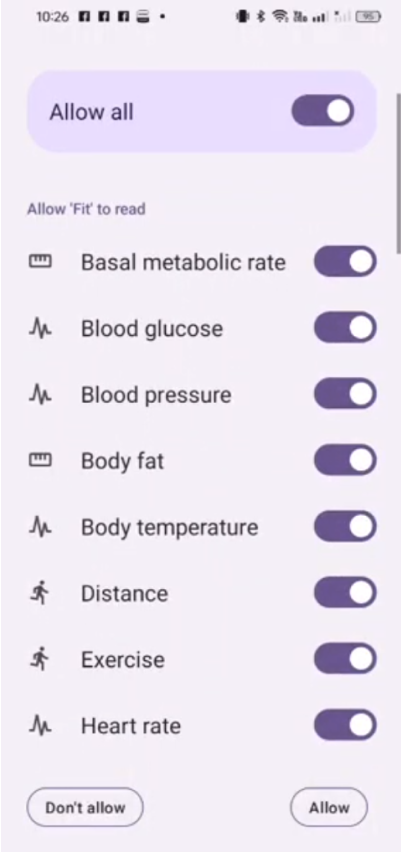 10:26
95
Allow all
Allow 'Fit' to read
Basal metabolic rate
Blood glucose
Blood pressure
Body fat
Body temperature
Distance
Exercise
Heart rate
Don't allow
Allow